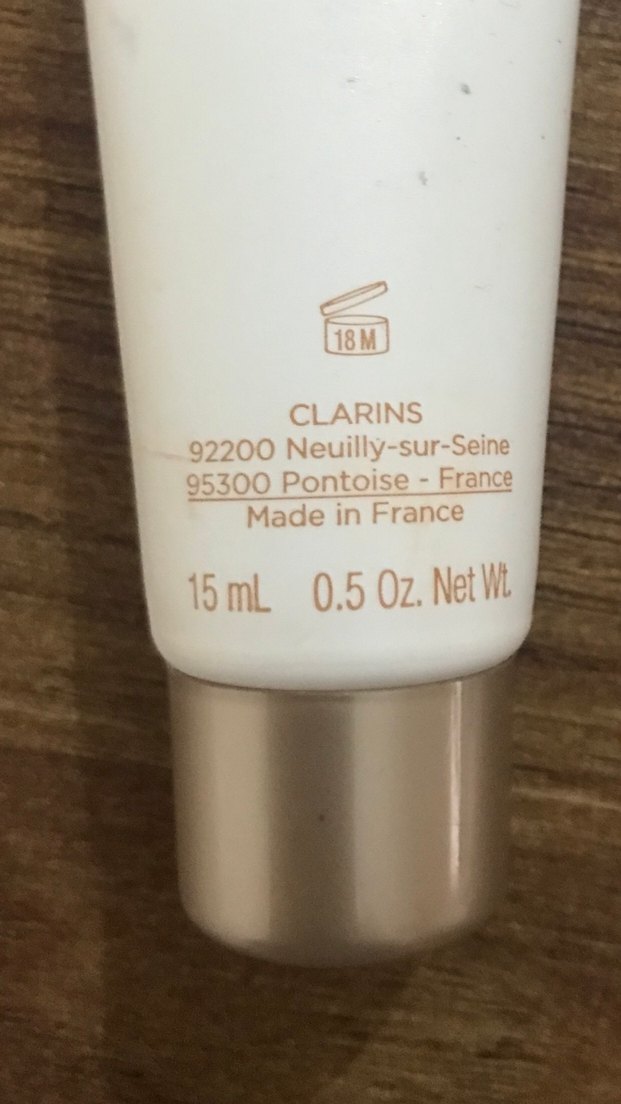 18 M
CLARINS
92200 Neuilly-sur-Seine
95300 Pontoise - France
Made in France
15 mL 0.5 Oz. Net Wt.